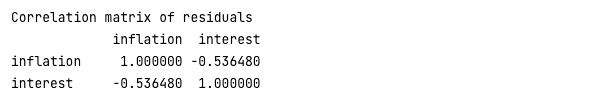 Correlation matrix of residuals
inflation interest
inflation 1.000000 -0.536480
interest -0.536480 1.000000